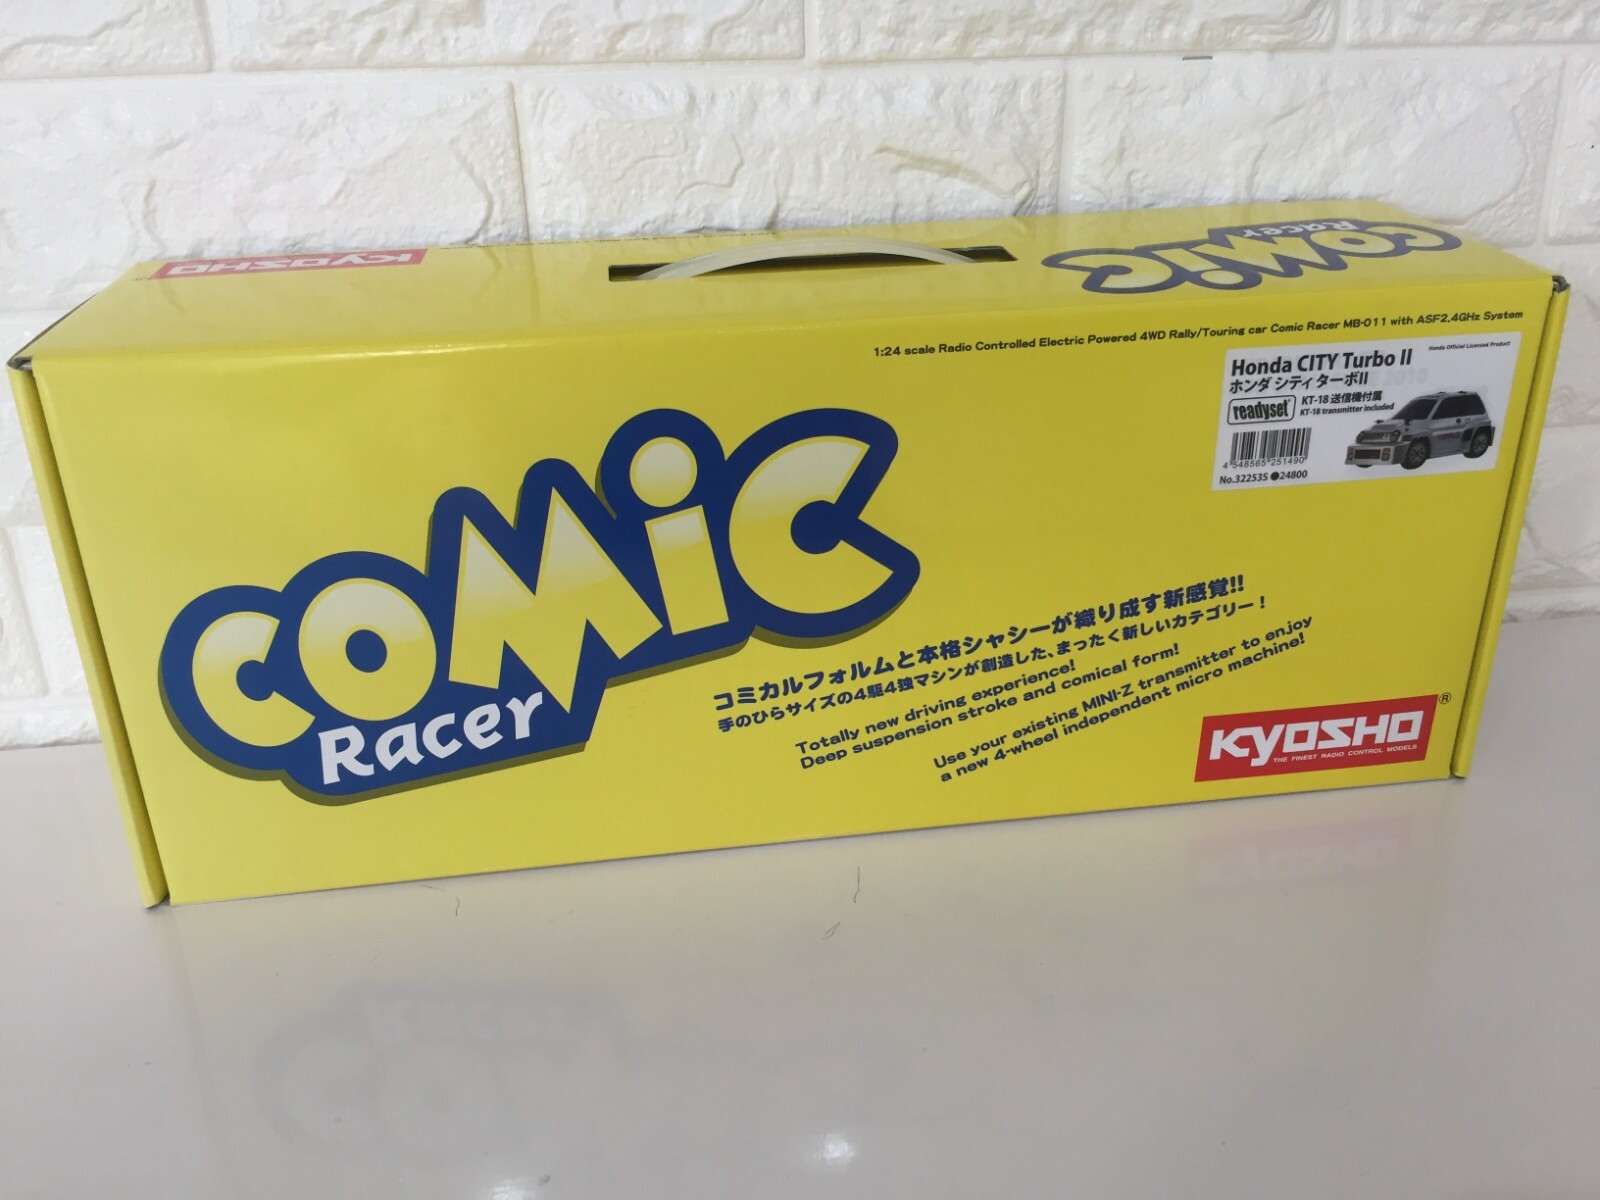 KYOSHO
COMIC
Racer
1:24 scale Radio Controlled Electric Powered 4WD Rally/Touring car Comic Racer MB-011 with ASF2.4GHz System
Honda Official Licensed Product
Honda CITY Turbo II
ホンダ シティ ターボII
readyset
KT-18 送信機付属
KT-18 transmitter included
4 548565 251490
No.32253S ●24800
COMIC
Racer
コミカルフォルムと本格シャシーが織り成す新感覚!!
手のひらサイズの4駆4独マシンが創造した、まったく新しいカテゴリー！
Totally new driving experience!
Deep suspension stroke and comical form!
Use your existing MINI-Z transmitter to enjoy
a new 4-wheel independent micro machine!
KYOSHO®
THE FINEST RADIO CONTROL MODELS